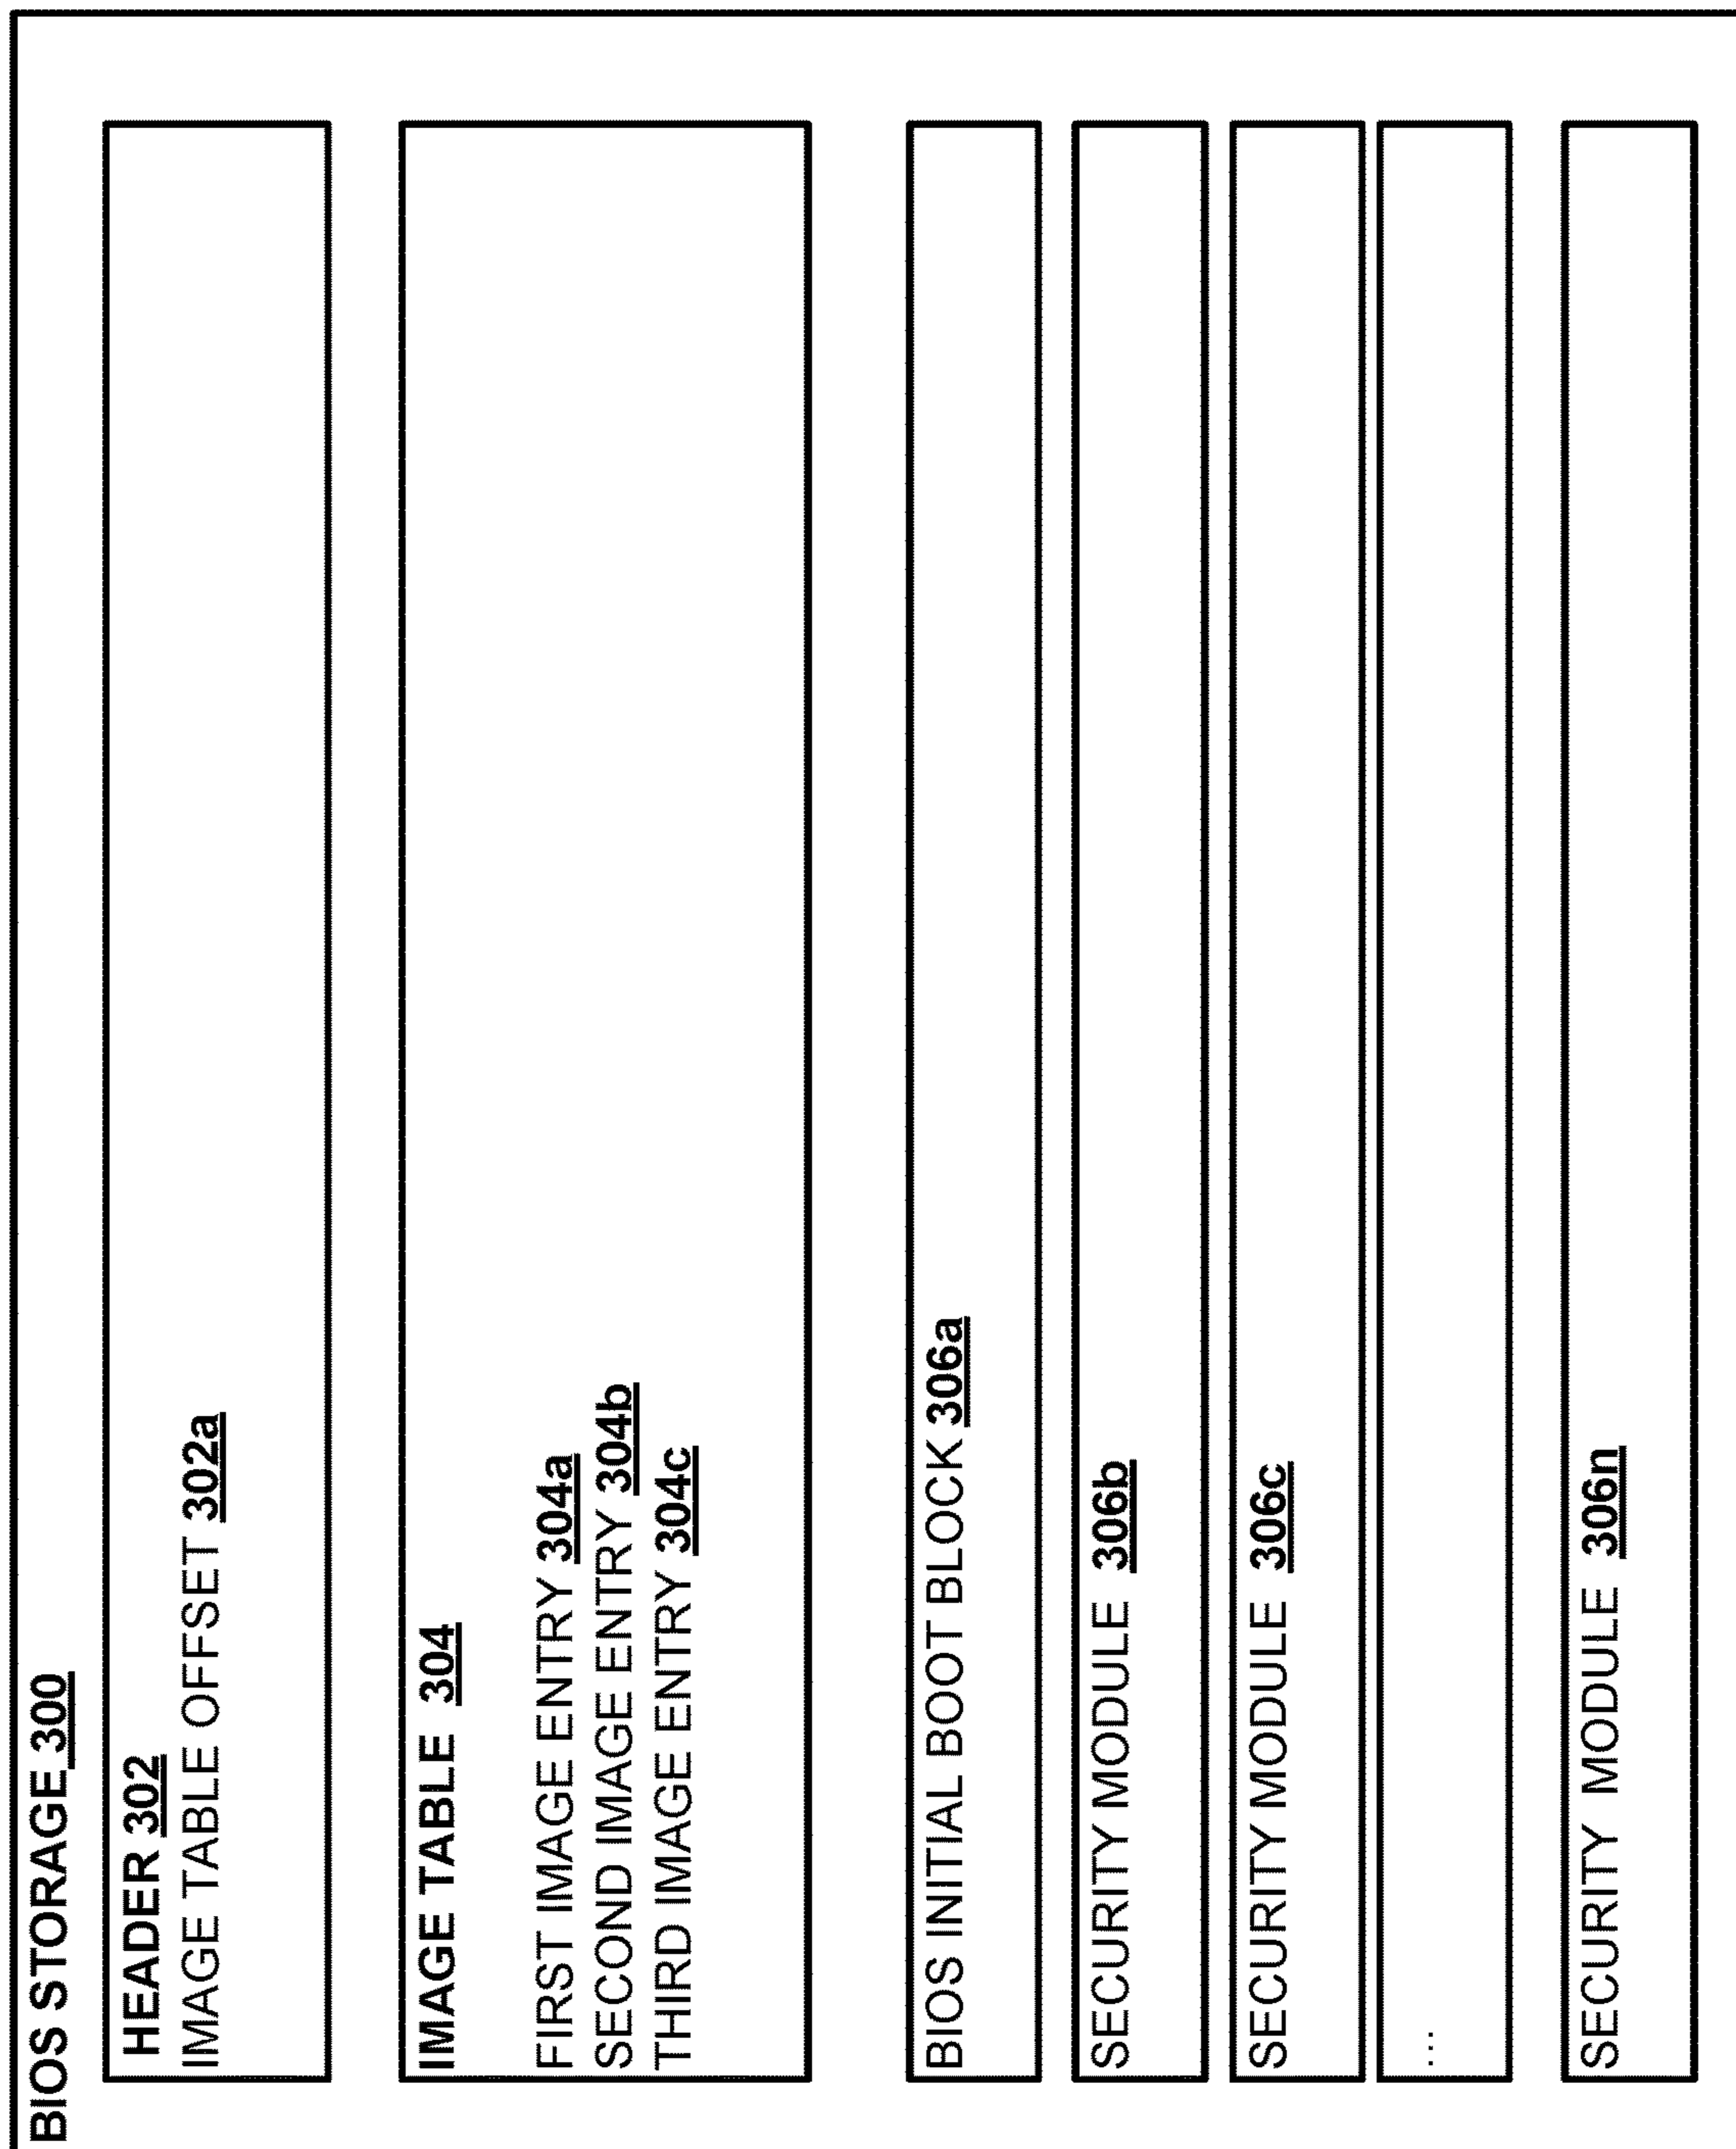 BIOS STORAGE 300
HEADER 302
IMAGE TABLE OFFSET 302a
IMAGE TABLE 304
FIRST IMAGE ENTRY 304a
SECOND IMAGE ENTRY 304b
THIRD IMAGE ENTRY 304c
BIOS INITIAL BOOT BLOCK 306a
SECURITY MODULE 306b
SECURITY MODULE 306c
...
SECURITY MODULE 306n